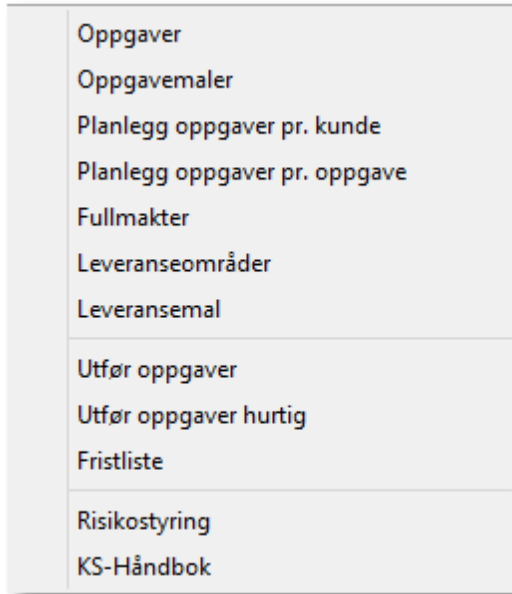 Oppgaver
Oppgavemaler
Planlegg oppgaver pr. kunde
Planlegg oppgaver pr. oppgave
Fullmakter
Leveranseområder
Leveransemal
Utfør oppgaver
Utfør oppgaver hurtig
Fristliste
Risikostyring
KS-Håndbok